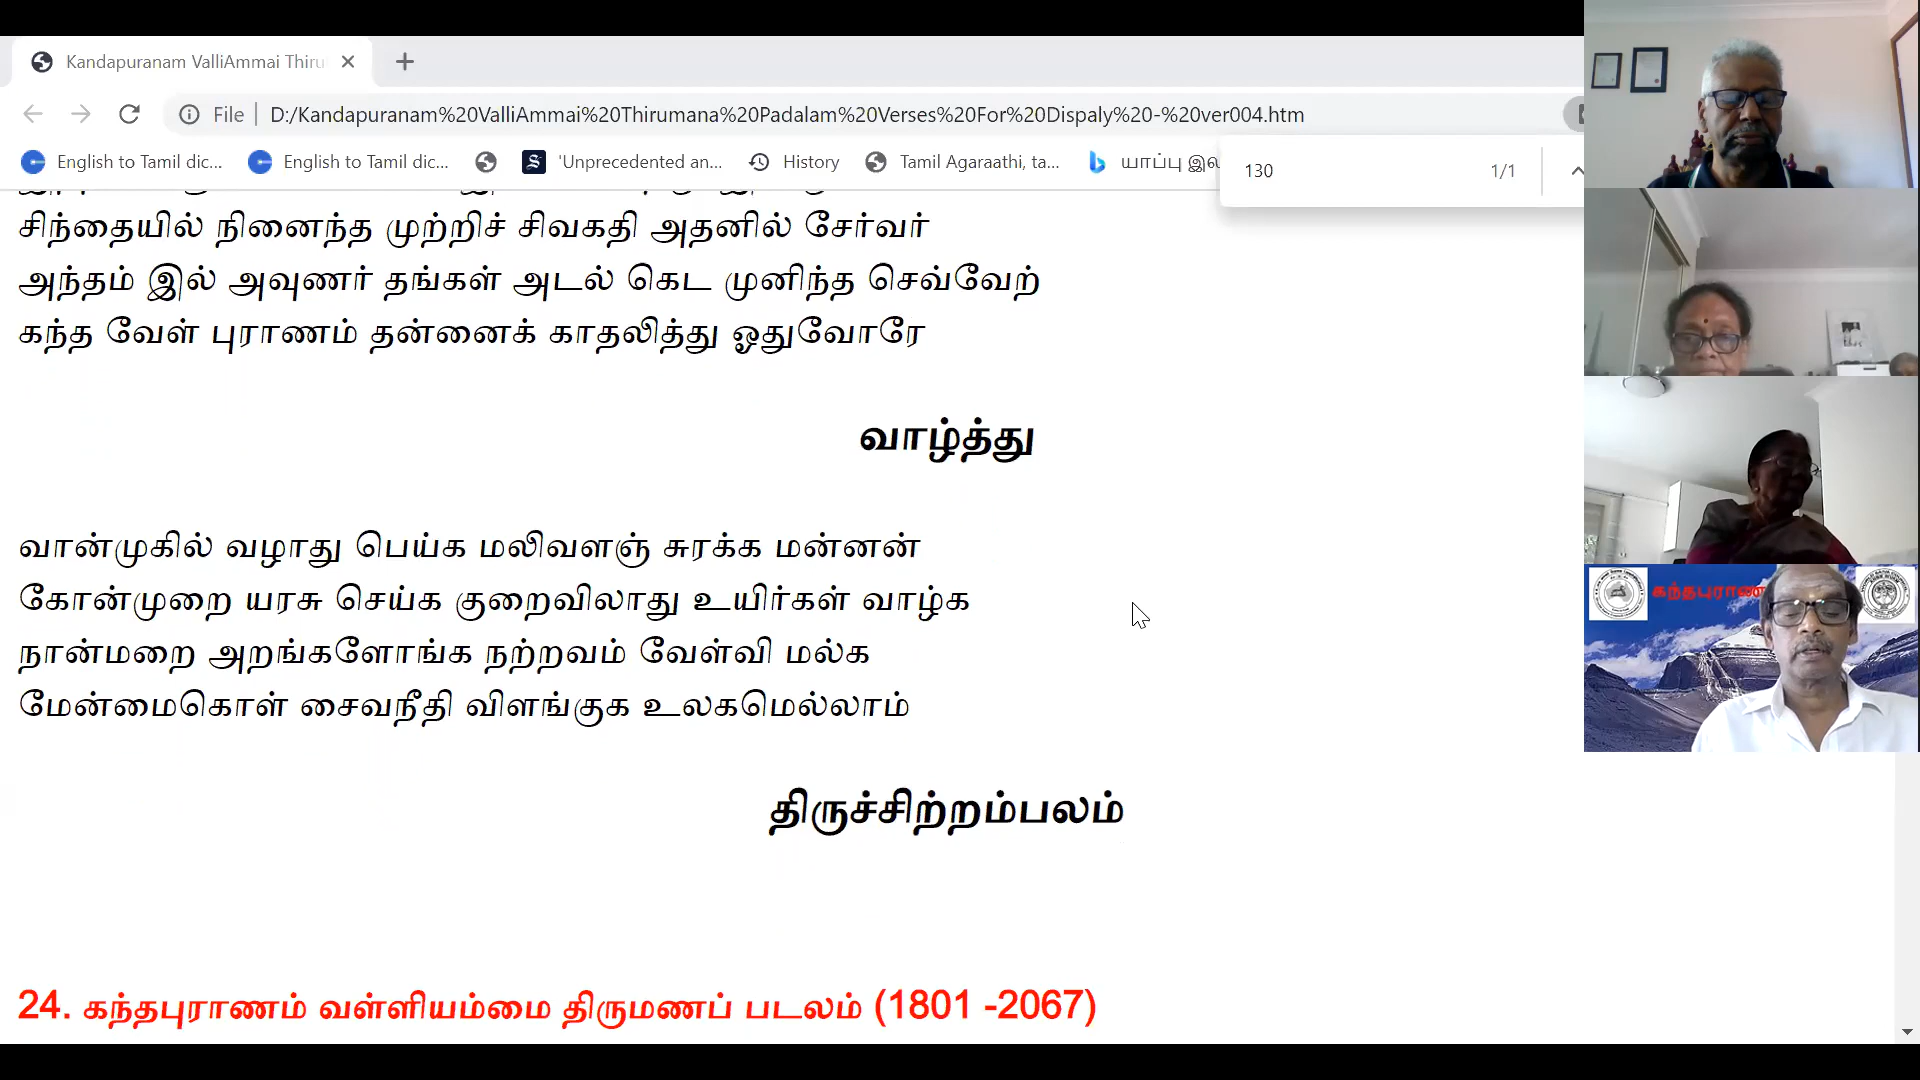 Kandapuranam ValliAmmai Thiru
File
D:/Kandapuranam%20ValliAmmai%20Thirumana%20Padalam%20Verses%20For%20Dispaly%20-%20ver004.htm
English to Tamil dic...
English to Tamil dic...
'Unprecedented an...
History
Tamil Agaraathi, ta...
யாப்பு இல
130
1/1
சிந்தையில் நினைந்த முற்றிச் சிவகதி அதனில் சேர்வர்
அந்தம் இல் அவுணர் தங்கள் அடல் கெட முனிந்த செவ்வேற்
கந்த வேள் புராணம் தன்னைக் காதலித்து ஓதுவோரே
வாழ்த்து
வான்முகில் வழாது பெய்க மலிவளஞ் சுரக்க மன்னன்
கோன்முறை யரசு செய்க குறைவிலாது உயிர்கள் வாழ்க
நான்மறை அறங்களோங்க நற்றவம் வேள்வி மல்க
மேன்மைகொள் சைவநீதி விளங்குக உலகமெல்லாம்
திருச்சிற்றம்பலம்
24. கந்தபுராணம் வள்ளியம்மை திருமணப் படலம் (1801 -2067)
கந்தபுராண